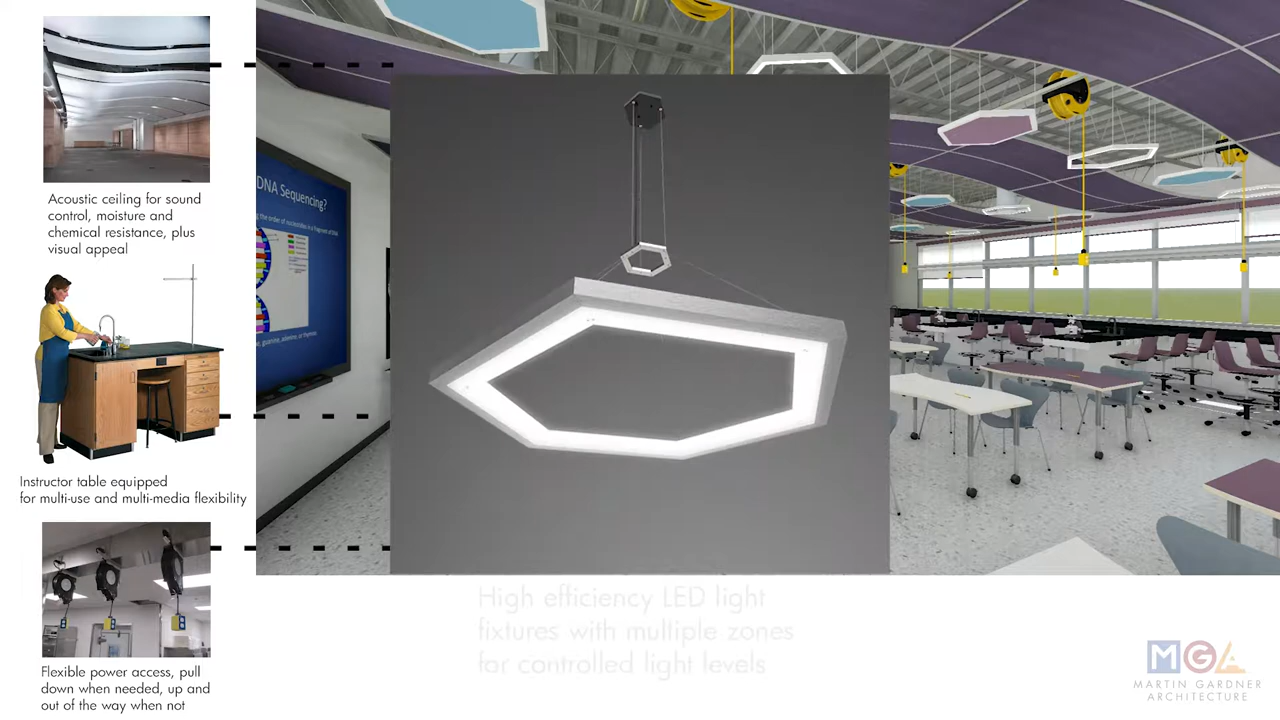 Acoustic ceiling for sound
control, moisture and
chemical resistance, plus
visual appeal
Instructor table equipped
for multi-use and multi-media flexibility
Flexible power access, pull
down when needed, up and
out of the way when not
DNA Sequencing?
High efficiency LED light
fixtures with multiple zones
for controlled light levels
MGA
MARTIN GARDNER
ARCHITECTURE